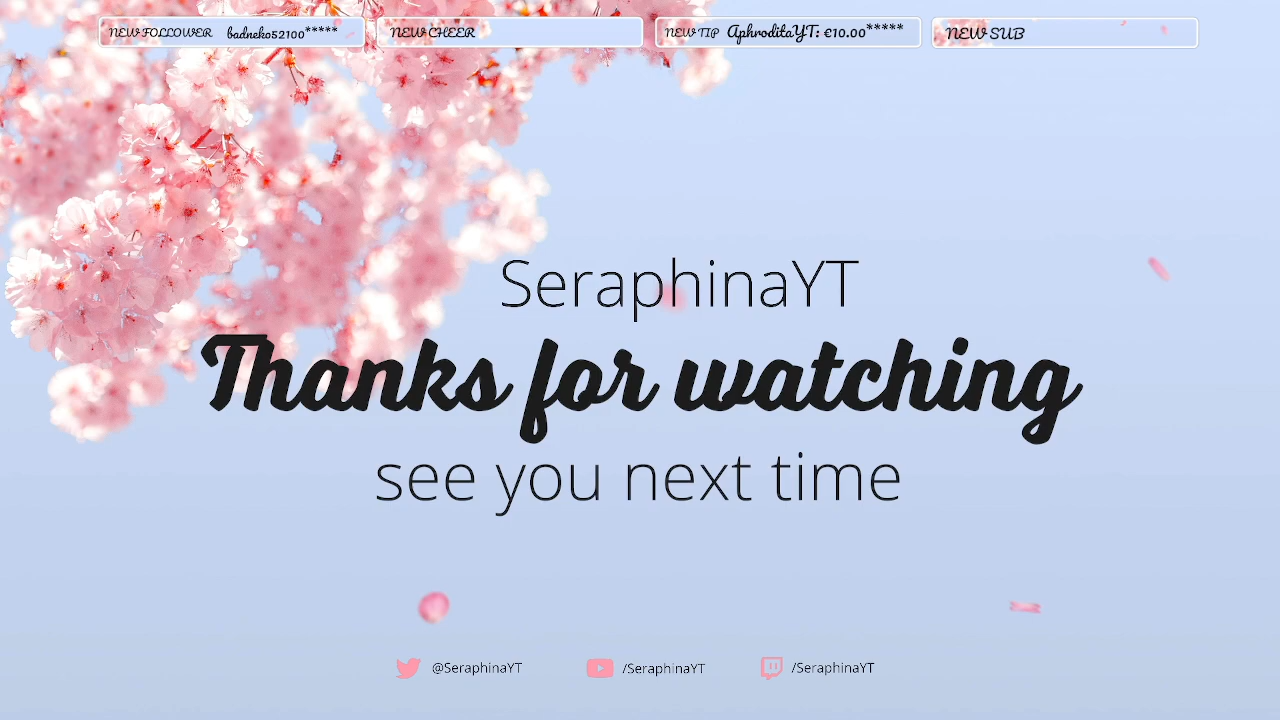 NEW FOLLOWER badneko52100*****
NEW CHEER
NEW TIP AphroditaYT: €10.00*****
NEW SUB
SeraphinaYT
Thanks for watching
see you next time
@SeraphinaYT
/SeraphinaYT
/SeraphinaYT